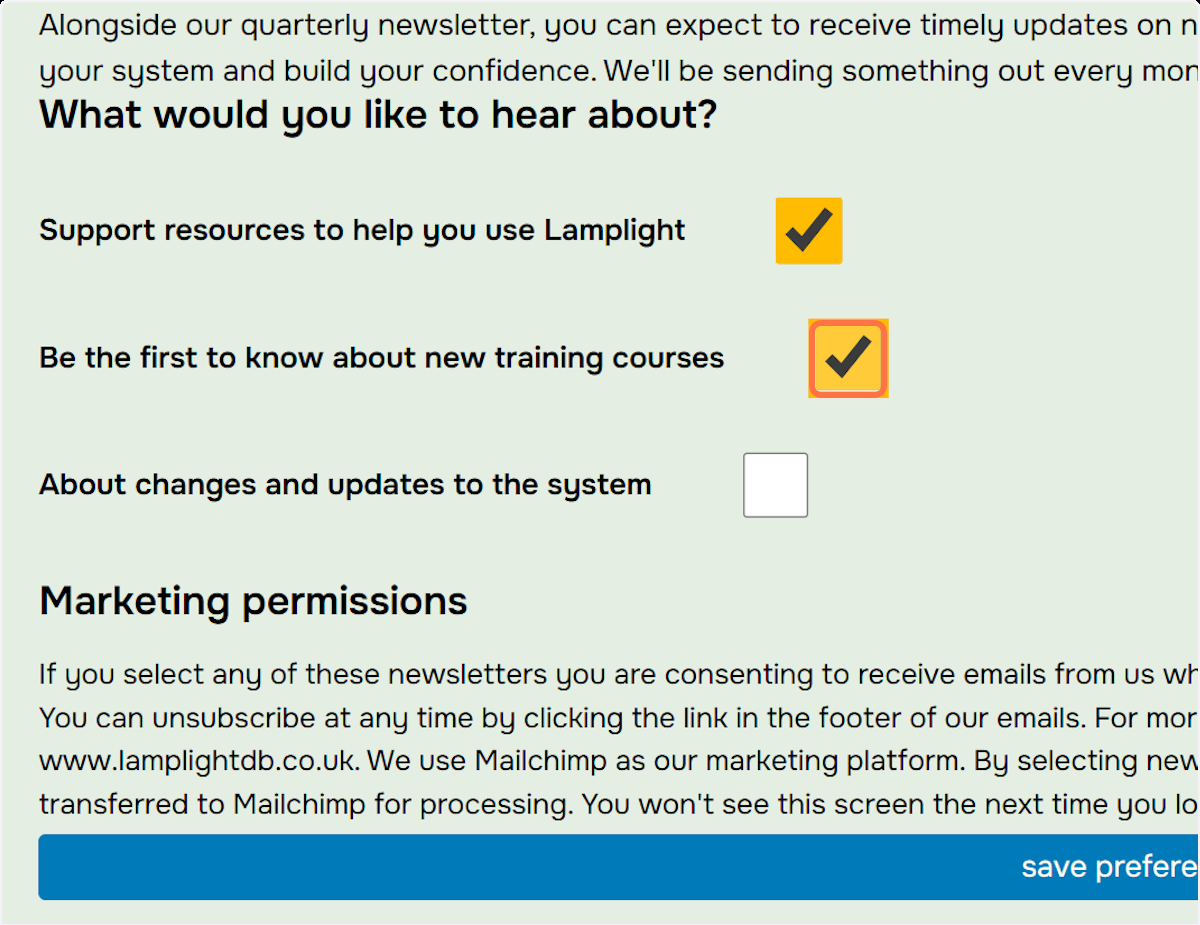 Alongside our quarterly newsletter, you can expect to receive timely updates on
your system and build your confidence. We'll be sending something out every
What would you like to hear about?
Support resources to help you use Lamplight
Be the first to know about new training courses
About changes and updates to the system
Marketing permissions
If you select any of these newsletters you are consenting to receive emails from us
You can unsubscribe at any time by clicking the link in the footer of our emails. For
www.lamplightdb.co.uk. We use Mailchimp as our marketing platform. By selecting
transferred to Mailchimp for processing. You won't see this screen the next time you
save